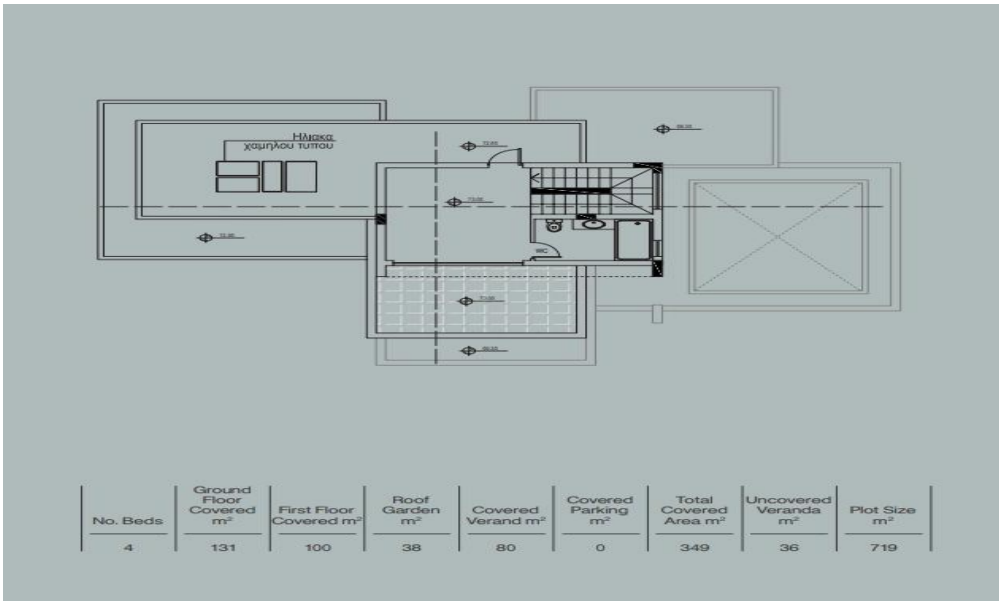 Ηλιακα
χαμηλου τυπου
WC
No. Beds
Ground
Floor
Covered
m²
First Floor
Covered m²
Roof
Garden
m²
Covered
Verand m²
Covered
Parking
m²
Total
Covered
Area m²
Uncovered
Veranda
m²
Plot Size
m²
4 131 100 38 80 0 349 36 719